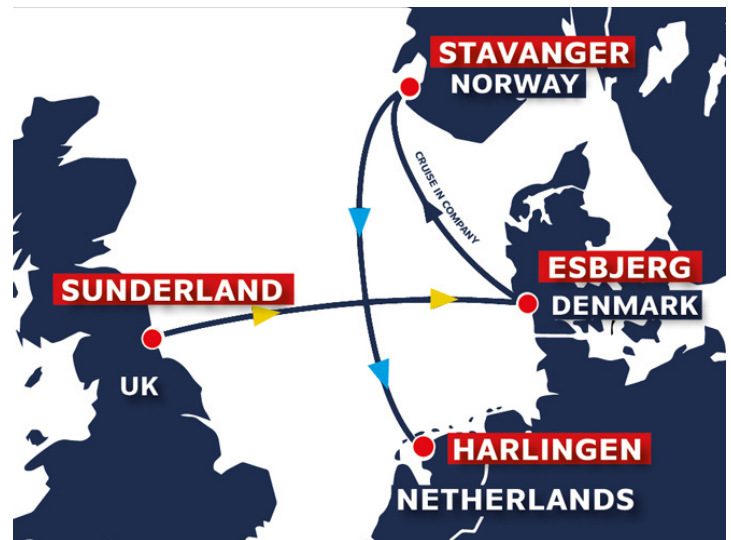 STAVANGER
NORWAY
CRUISE IN COMPANY
ESBJERG
DENMARK
SUNDERLAND
UK
HARLINGEN
NETHERLANDS